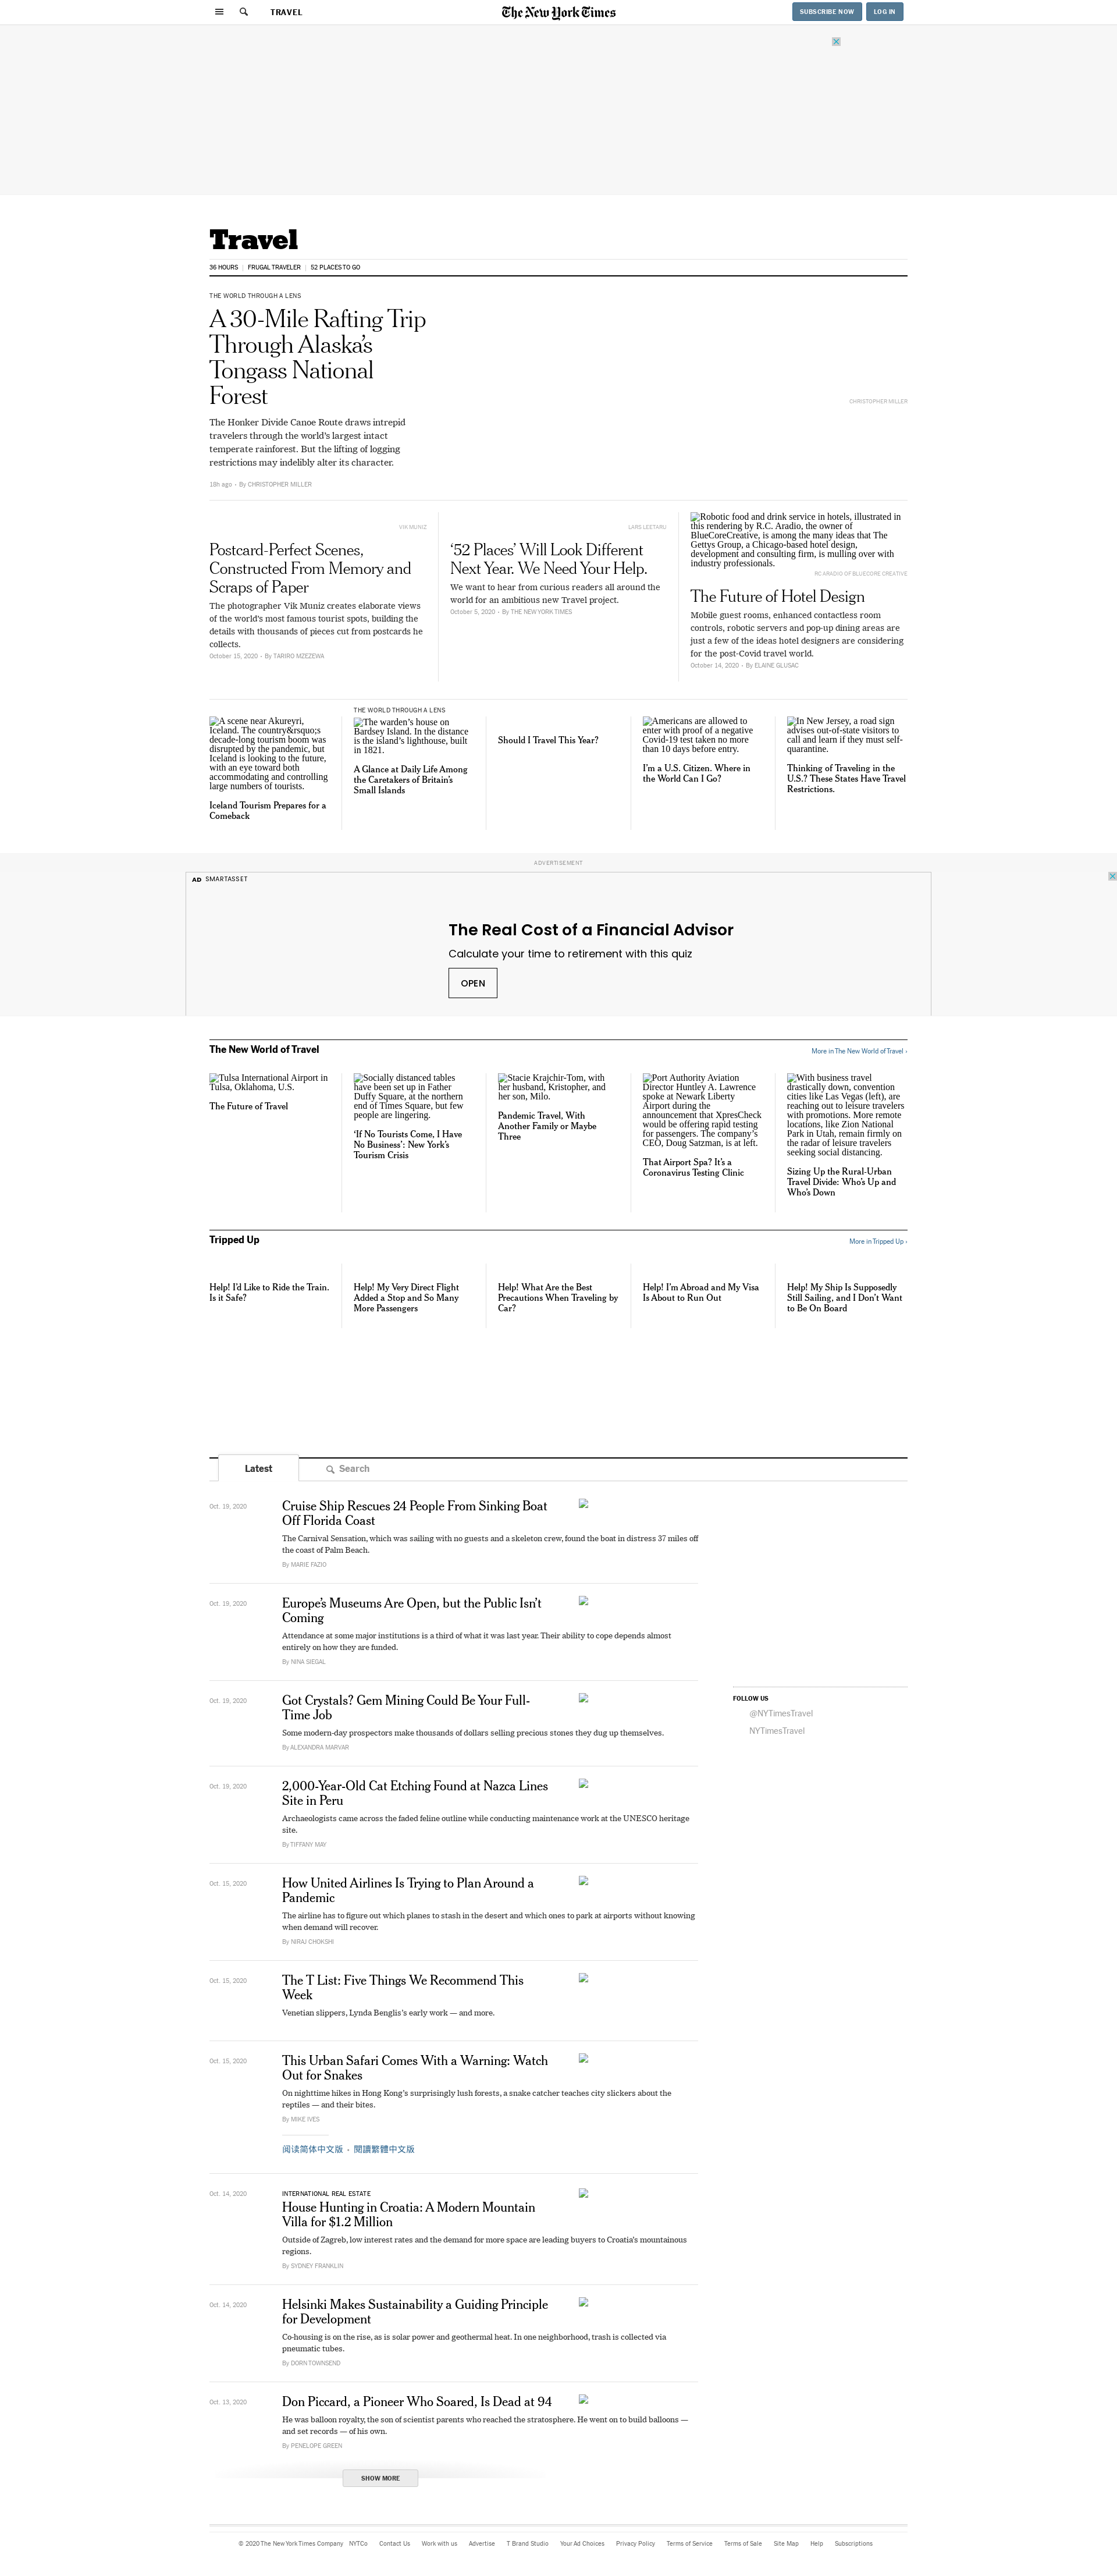 TRAVEL
The New York Times
SUBSCRIBE NOW
LOG IN
Travel
36 HOURS
FRUGAL TRAVELER
52 PLACES TO GO
THE WORLD THROUGH A LENS
A 30-Mile Rafting Trip
Through Alaska’s
Tongass National
Forest
CHRISTOPHER MILLER
The Honker Divide Canoe Route draws intrepid
travelers through the world’s largest intact
temperate rainforest. But the lifting of logging
restrictions may indelibly alter its character.
18h ago • By CHRISTOPHER MILLER
VIK MUNIZ
Postcard-Perfect Scenes,
Constructed From Memory and
Scraps of Paper
The photographer Vik Muniz creates elaborate views
of the world’s most famous tourist spots, building the
details with thousands of pieces cut from postcards he
collects.
October 15, 2020 • By TARIRO MZEZEWA
LARS LEETARU
‘52 Places’ Will Look Different
Next Year. We Need Your Help.
We want to hear from curious readers all around the
world for an ambitious new Travel project.
October 5, 2020 • By THE NEW YORK TIMES
Robotic food and drink service in hotels, illustrated in
this rendering by R.C. Aradio, the owner of
BlueCoreCreative, is among the many ideas that The
Gettys Group, a Chicago-based hotel design,
development and consulting firm, is mulling over with
industry professionals.
RC ARADIO OF BLUECORE CREATIVE
The Future of Hotel Design
Mobile guest rooms, enhanced contactless room
controls, robotic servers and pop-up dining areas are
just a few of the ideas hotel designers are considering
for the post-Covid travel world.
October 14, 2020 • By ELAINE GLUSAC
A scene near Akureyri,
Iceland. The country&rsquo;s
decade-long tourism boom was
disrupted by the pandemic, but
Iceland is looking to the future,
with an eye toward both
accommodating and controlling
large numbers of tourists.
Iceland Tourism Prepares for a
Comeback
THE WORLD THROUGH A LENS
The warden’s house on
Bardsey Island. In the distance
is the island’s lighthouse, built
in 1821.
A Glance at Daily Life Among
the Caretakers of Britain’s
Small Islands
Should I Travel This Year?
Americans are allowed to
enter with proof of a negative
Covid-19 test taken no more
than 10 days before entry.
I’m a U.S. Citizen. Where in
the World Can I Go?
In New Jersey, a road sign
advises out-of-state visitors to
call and learn if they must self-
quarantine.
Thinking of Traveling in the
U.S.? These States Have Travel
Restrictions.
ADVERTISEMENT
AD SMARTASSET
The Real Cost of a Financial Advisor
Calculate your time to retirement with this quiz
OPEN
The New World of Travel
More in The New World of Travel ›
Tulsa International Airport in
Tulsa, Oklahoma, U.S.
The Future of Travel
Socially distanced tables
have been set up in Father
Duffy Square, at the northern
end of Times Square, but few
people are lingering.
‘If No Tourists Come, I Have
No Business’: New York’s
Tourism Crisis
Stacie Krajchir-Tom, with
her husband, Kristopher, and
her son, Milo.
Pandemic Travel, With
Another Family or Maybe
Three
Port Authority Aviation
Director Huntley A. Lawrence
spoke at Newark Liberty
Airport during the
announcement that XpresCheck
would be offering rapid testing
for passengers. The company’s
CEO, Doug Satzman, is at left.
That Airport Spa? It’s a
Coronavirus Testing Clinic
With business travel
drastically down, convention
cities like Las Vegas (left), are
reaching out to leisure travelers
with promotions. More remote
locations, like Zion National
Park in Utah, remain firmly on
the radar of leisure travelers
seeking social distancing.
Sizing Up the Rural-Urban
Travel Divide: Who’s Up and
Who’s Down
Tripped Up
More in Tripped Up ›
Help! I’d Like to Ride the Train.
Is it Safe?
Help! My Very Direct Flight
Added a Stop and So Many
More Passengers
Help! What Are the Best
Precautions When Traveling by
Car?
Help! I’m Abroad and My Visa
Is About to Run Out
Help! My Ship Is Supposedly
Still Sailing, and I Don’t Want
to Be On Board
Latest
Search
Oct. 19, 2020
Cruise Ship Rescues 24 People From Sinking Boat
Off Florida Coast
The Carnival Sensation, which was sailing with no guests and a skeleton crew, found the boat in distress 37 miles off
the coast of Palm Beach.
By MARIE FAZIO
Oct. 19, 2020
Europe’s Museums Are Open, but the Public Isn’t
Coming
Attendance at some major institutions is a third of what it was last year. Their ability to cope depends almost
entirely on how they are funded.
By NINA SIEGAL
Oct. 19, 2020
Got Crystals? Gem Mining Could Be Your Full-
Time Job
Some modern-day prospectors make thousands of dollars selling precious stones they dug up themselves.
By ALEXANDRA MARVAR
FOLLOW US
@NYTimesTravel
NYTimesTravel
Oct. 19, 2020
2,000-Year-Old Cat Etching Found at Nazca Lines
Site in Peru
Archaeologists came across the faded feline outline while conducting maintenance work at the UNESCO heritage
site.
By TIFFANY MAY
Oct. 15, 2020
How United Airlines Is Trying to Plan Around a
Pandemic
The airline has to figure out which planes to stash in the desert and which ones to park at airports without knowing
when demand will recover.
By NIRAJ CHOKSHI
Oct. 15, 2020
The T List: Five Things We Recommend This
Week
Venetian slippers, Lynda Benglis’s early work — and more.
Oct. 15, 2020
This Urban Safari Comes With a Warning: Watch
Out for Snakes
On nighttime hikes in Hong Kong’s surprisingly lush forests, a snake catcher teaches city slickers about the
reptiles — and their bites.
By MIKE IVES
阅读简体中文版 • 閱讀繁體中文版
Oct. 14, 2020
INTERNATIONAL REAL ESTATE
House Hunting in Croatia: A Modern Mountain
Villa for $1.2 Million
Outside of Zagreb, low interest rates and the demand for more space are leading buyers to Croatia’s mountainous
regions.
By SYDNEY FRANKLIN
Oct. 14, 2020
Helsinki Makes Sustainability a Guiding Principle
for Development
Co-housing is on the rise, as is solar power and geothermal heat. In one neighborhood, trash is collected via
pneumatic tubes.
By DORN TOWNSEND
Oct. 13, 2020
Don Piccard, a Pioneer Who Soared, Is Dead at 94
He was balloon royalty, the son of scientist parents who reached the stratosphere. He went on to build balloons —
and set records — of his own.
By PENELOPE GREEN
SHOW MORE
© 2020 The New York Times Company NYTCo Contact Us Work with us Advertise T Brand Studio Your Ad Choices Privacy Policy Terms of Service Terms of Sale Site Map Help Subscriptions